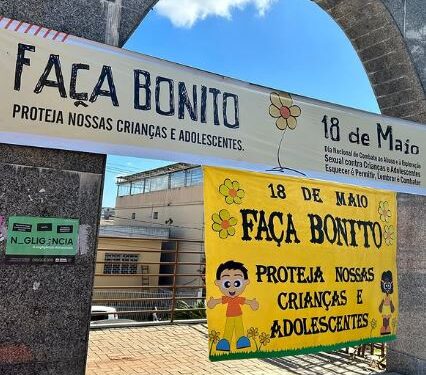 FAÇA BONITO
PROTEJA NOSSAS CRIANÇAS E ADOLESCENTES.
18 de Maio
Dia Nacional de Combate ao Abuso e à Exploração
Sexual contra Crianças e Adolescentes
Esquecer é Permitir, Lembrar é Combater
N_GLIGÊNCIA
18 DE MAIO
FAÇA BONITO
PROTEJA NOSSAS
CRIANÇAS E
ADOLESCENTES